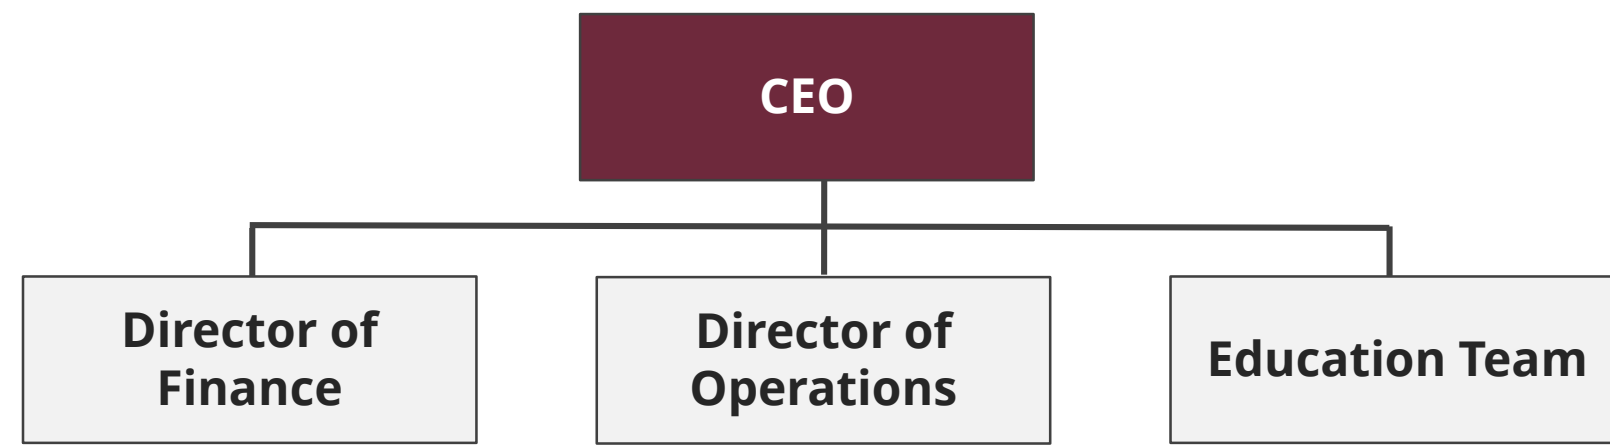 CEO
Director of
Finance
Director of
Operations
Education Team